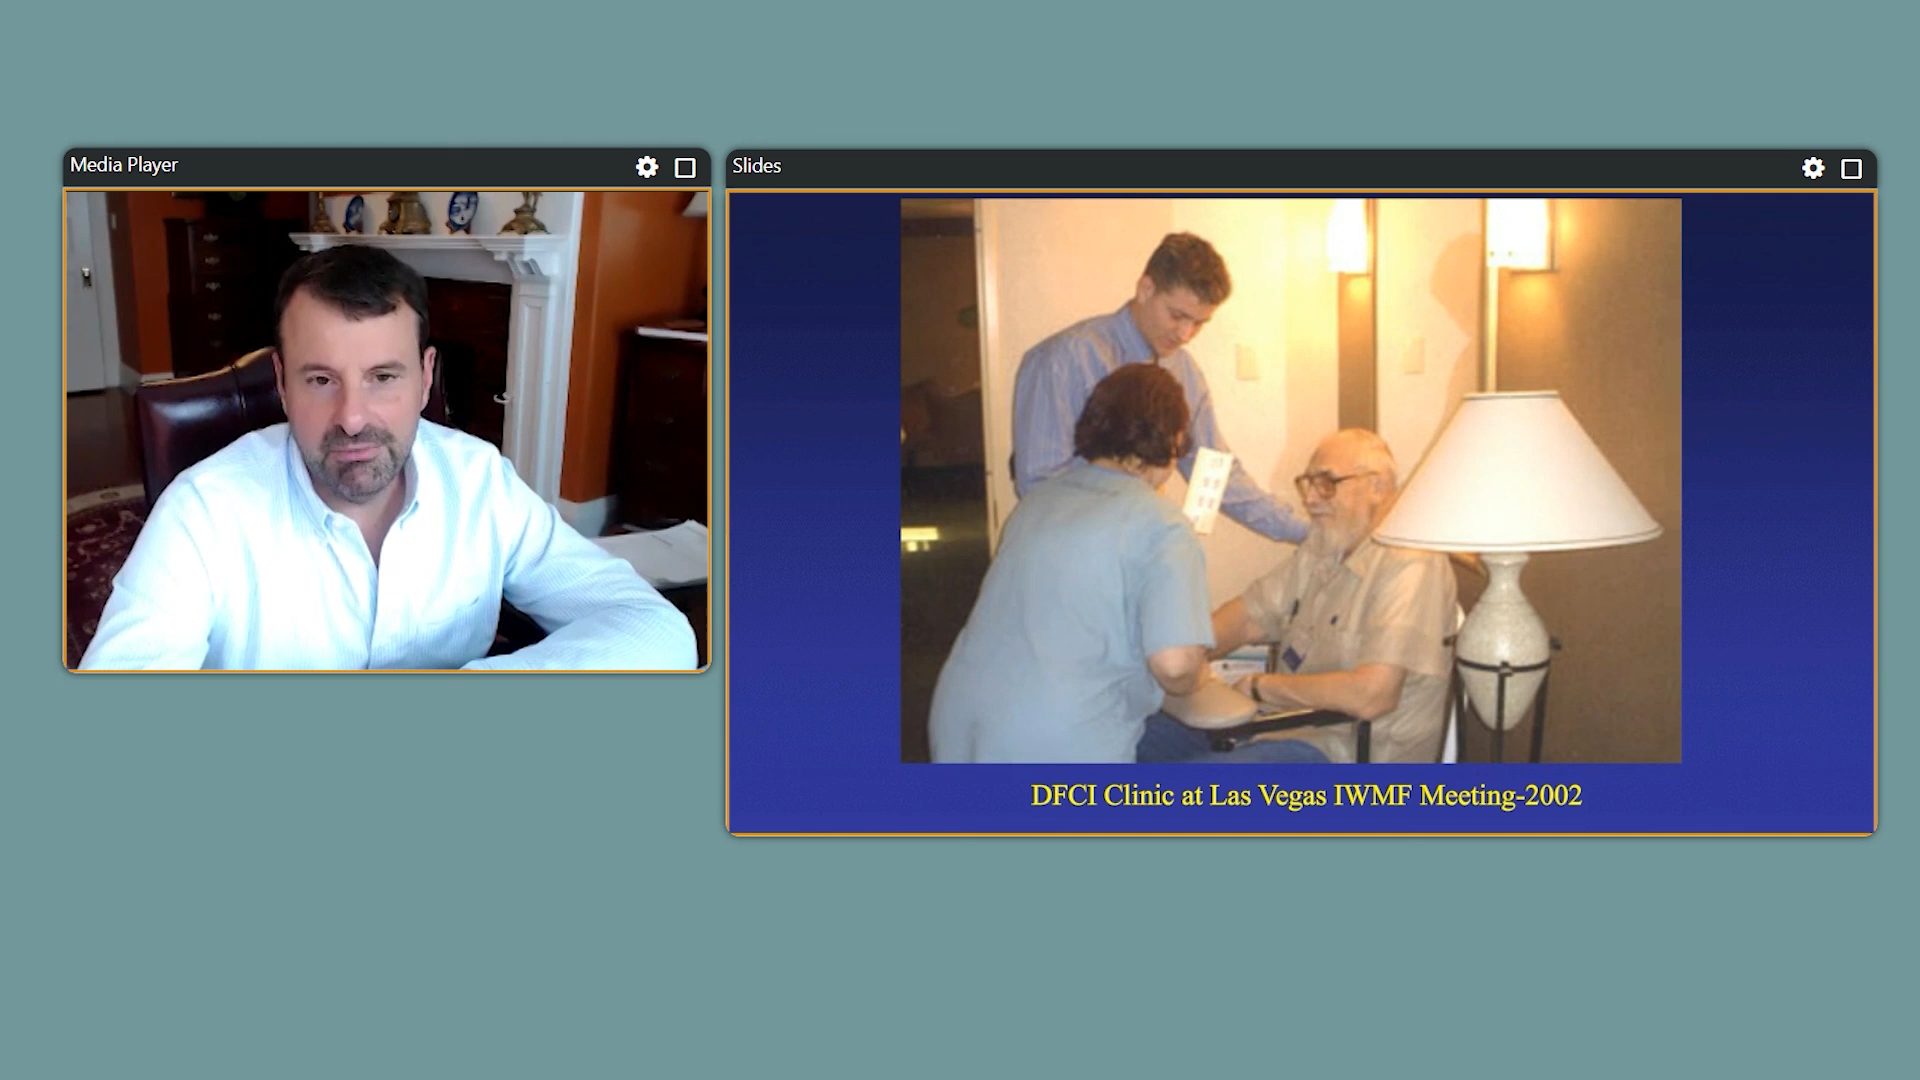 Media Player
Slides
DFCI Clinic at Las Vegas IWMF Meeting-2002